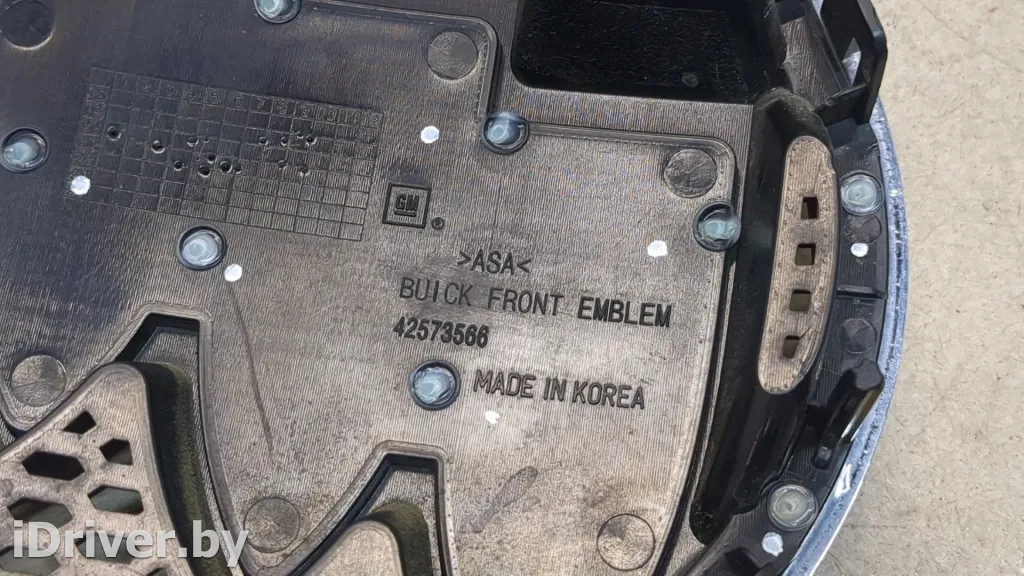 GM
®
>ASA<
BUICK FRONT EMBLEM
42573566
MADE IN KOREA
iDriver.by